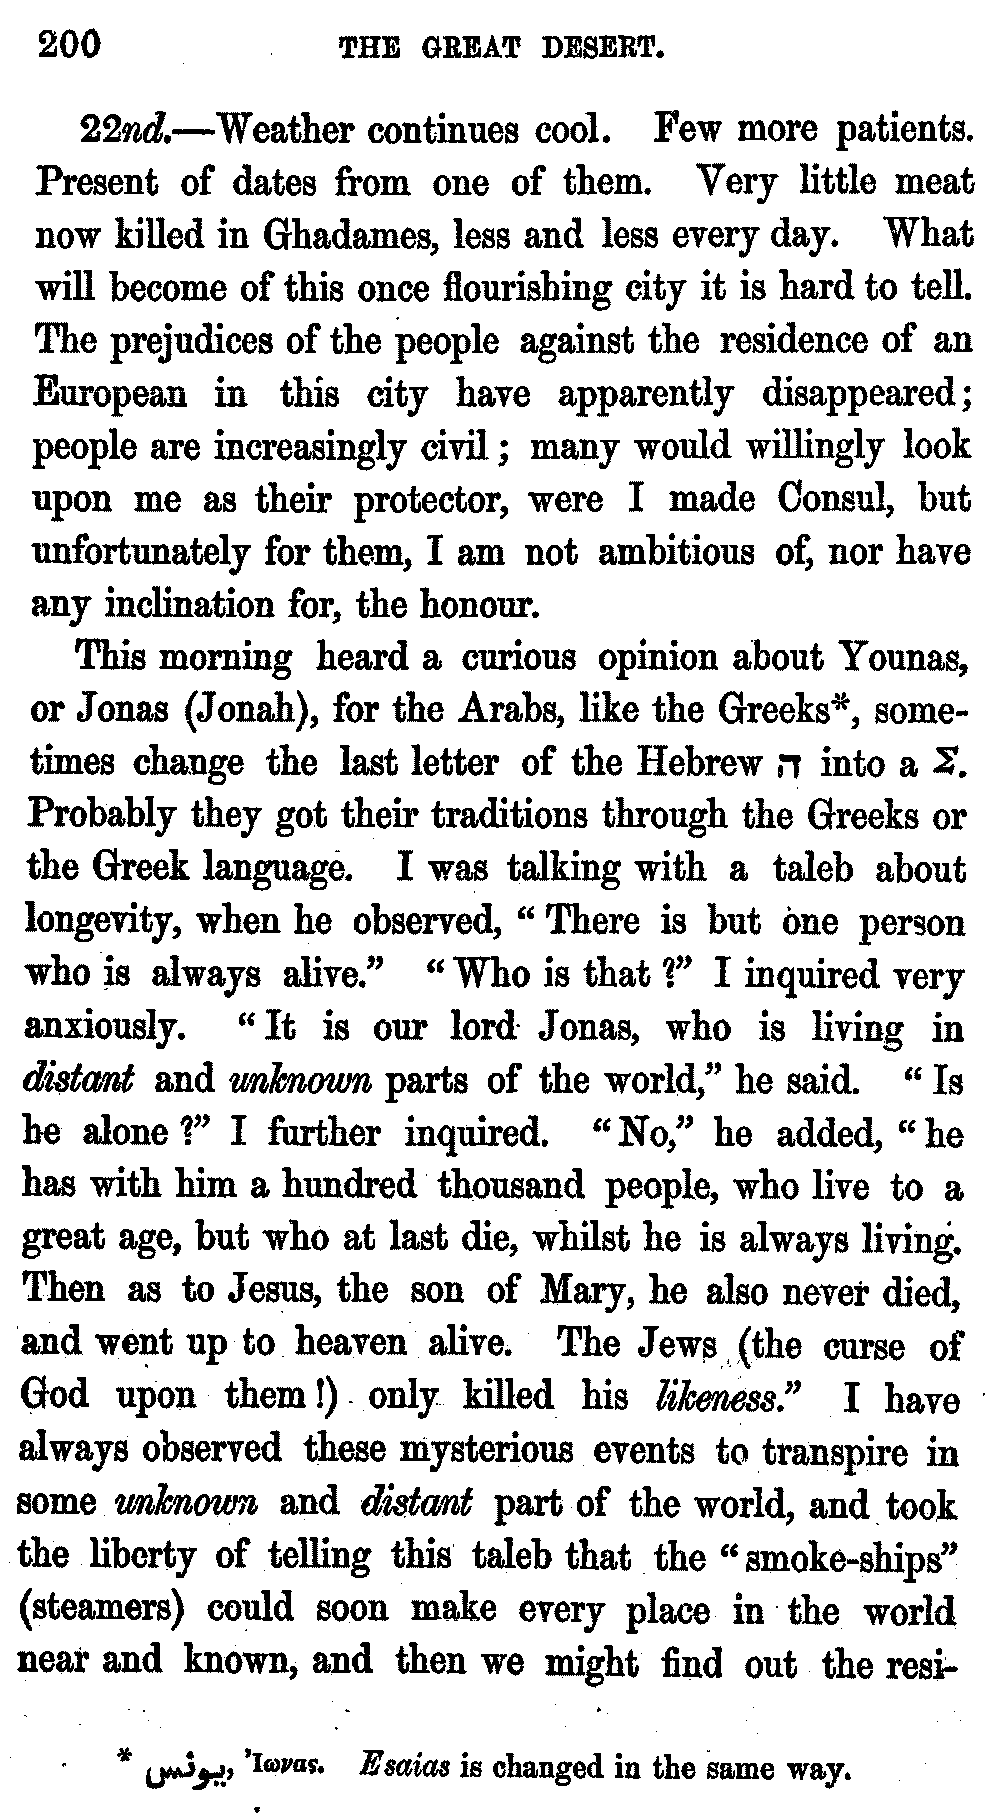 200 THE GREAT DESERT.
22nd.—Weather continues cool. Few more patients.
Present of dates from one of them. Very little meat
now killed in Ghadames, less and less every day. What
will become of this once flourishing city it is hard to tell.
The prejudices of the people against the residence of an
European in this city have apparently disappeared;
people are increasingly civil; many would willingly look
upon me as their protector, were I made Consul, but
unfortunately for them, I am not ambitious of, nor have
any inclination for, the honour.
This morning heard a curious opinion about Younas,
or Jonas (Jonah), for the Arabs, like the Greeks*, some-
times change the last letter of the Hebrew ה into a Σ.
Probably they got their traditions through the Greeks or
the Greek language. I was talking with a taleb about
longevity, when he observed, “There is but one person
who is always alive.” “Who is that?” I inquired very
anxiously. “It is our lord Jonas, who is living in
distant and unknown parts of the world,” he said. “Is
he alone?” I further inquired. “No,” he added, “he
has with him a hundred thousand people, who live to a
great age, but who at last die, whilst he is always living.
Then as to Jesus, the son of Mary, he also never died,
and went up to heaven alive. The Jews (the curse of
God upon them!) only killed his likeness.” I have
always observed these mysterious events to transpire in
some unknown and distant part of the world, and took
the liberty of telling this taleb that the “smoke-ships”
(steamers) could soon make every place in the world
near and known, and then we might find out the resi-
* يونس, Ἰωνας. Esaias is changed in the same way.